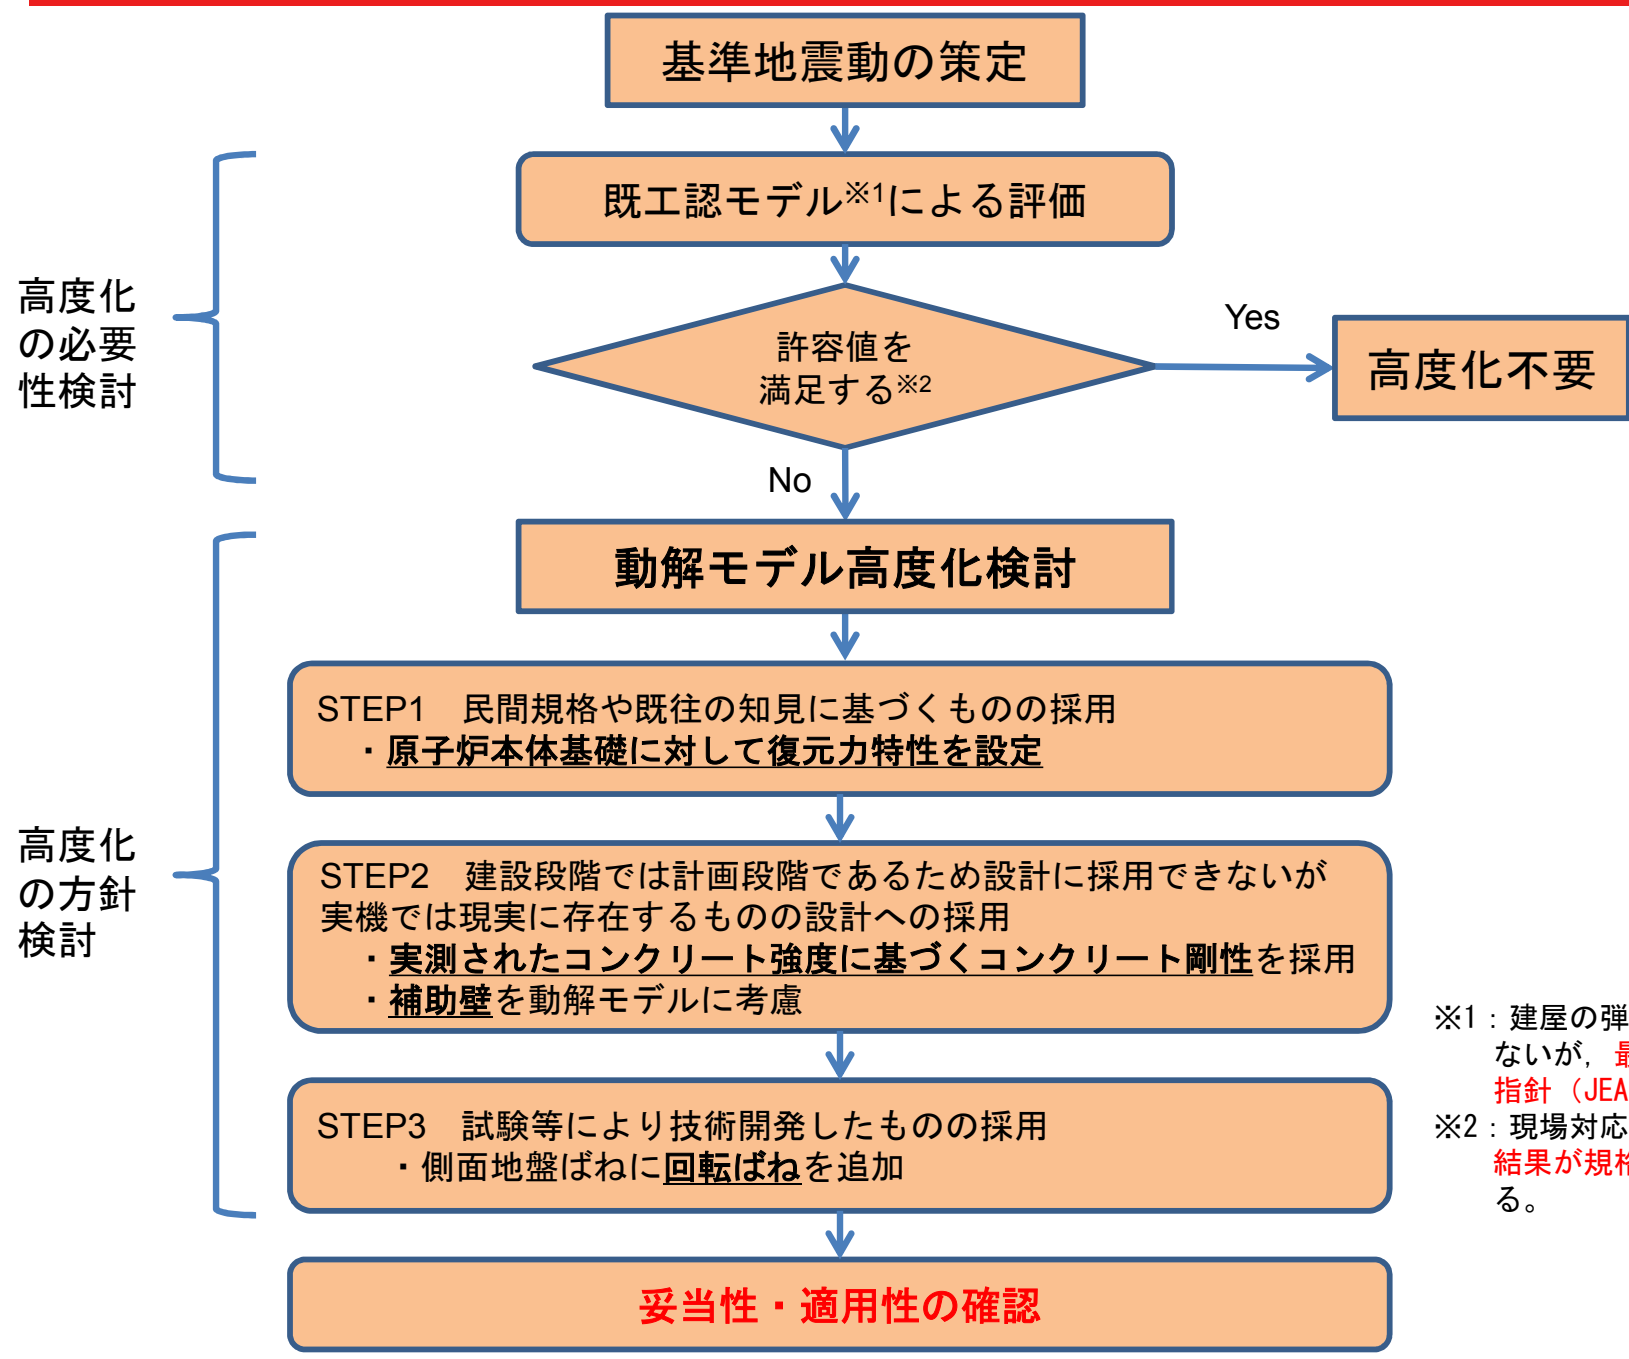 基準地震動の策定
既工認モデル※1による評価
高度化
の必要
性検討
許容値を
満足する※2
Yes
高度化不要
No
動解モデル高度化検討
STEP1　民間規格や既往の知見に基づくものの採用
・原子炉本体基礎に対して復元力特性を設定
高度化
の方針
検討
STEP2　建設段階では計画段階であるため設計に採用できないが
実機では現実に存在するものの設計への採用
・実測されたコンクリート強度に基づくコンクリート剛性を採用
・補助壁を動解モデルに考慮
STEP3　試験等により技術開発したものの採用
・側面地盤ばねに回転ばねを追加
妥当性・適用性の確認
※1：建屋の弾
ないが，
指針（JEA
※2：現場対応
結果が規
る。